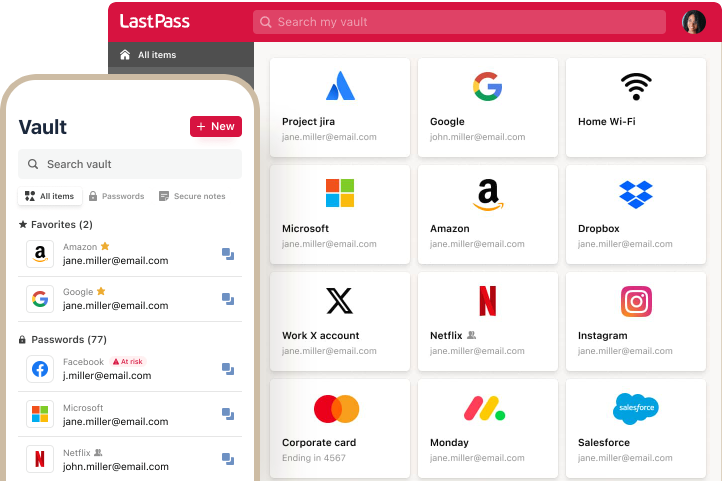 LastPass
Search my vault
All items
Project jira
jane.miller@email.com
Google
john.miller@email.com
Home Wi-Fi
Microsoft
jane.miller@email.com
Amazon
jane.miller@email.com
Dropbox
jane.miller@email.com
Work X account
jane.miller@email.com
Netflix
jane.miller@email.com
Instagram
jane.miller@email.com
Corporate card
Ending in 4567
Monday
jane.miller@email.com
salesforce
Salesforce
jane.miller@email.com
Vault
+ New
Search vault
All items Passwords Secure notes
Favorites (2)
Amazon
jane.miller@email.com
Google
jane.miller@email.com
Passwords (77)
Facebook At risk
j.miller@email.com
Microsoft
jane.miller@email.com
Netflix
john.miller@email.com